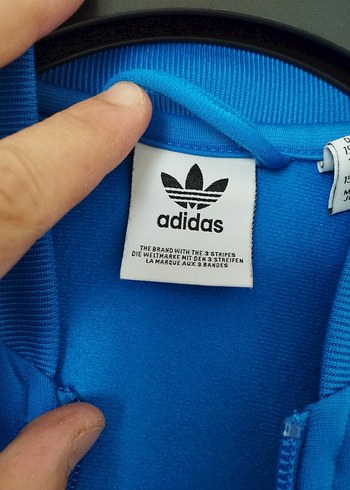 adidas
THE BRAND WITH THE 3 STRIPES
DIE WELTMARKE MIT DEN 3 STREIFEN
LA MARQUE AUX 3 BANDES